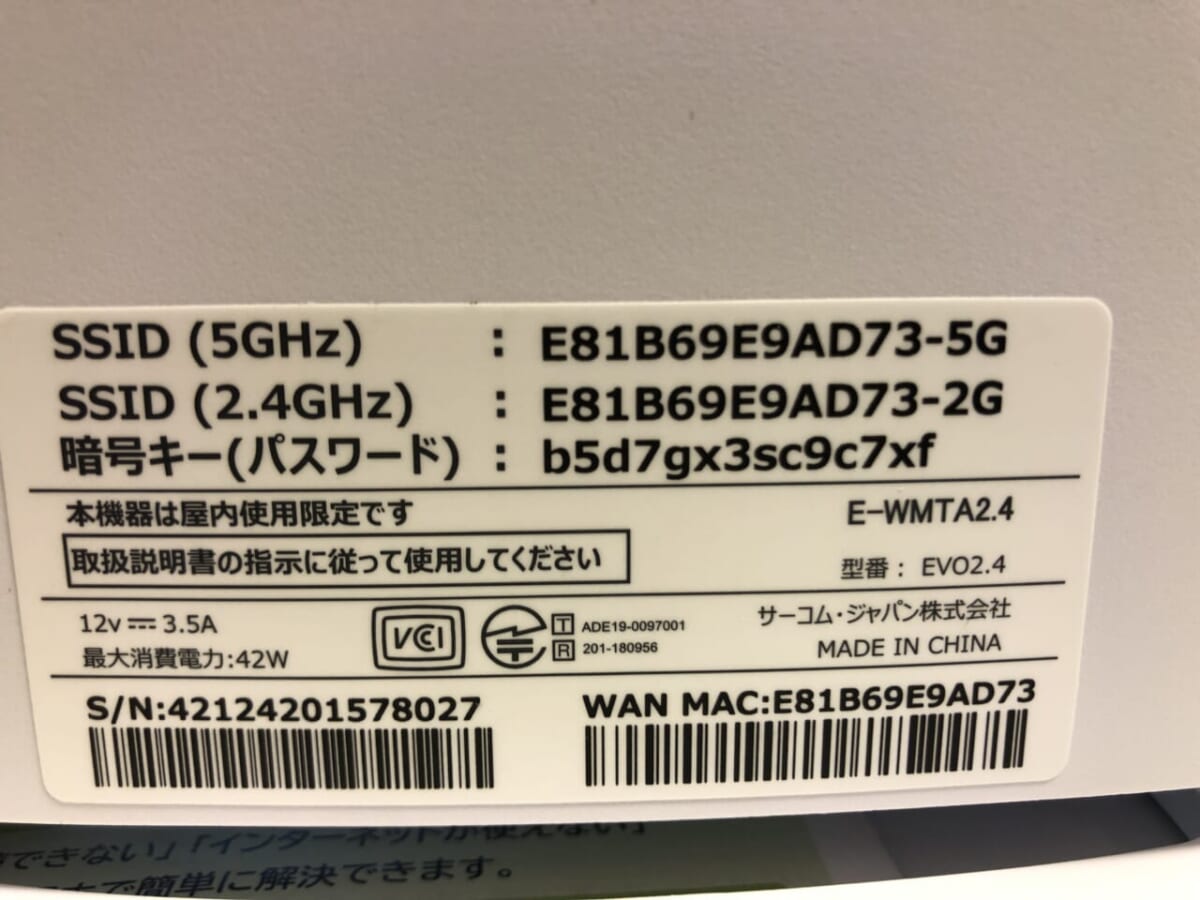 SSID (5GHz) : E81B69E9AD73-5G
SSID (2.4GHz) : E81B69E9AD73-2G
暗号キー(パスワード) : b5d7gx3sc9c7xf
本機器は屋内使用限定です
E-WMTA2.4
取扱説明書の指示に従って使用してください
型番： EVO2.4
12v⎓3.5A
最大消費電力:42W
VCCI
T ADE19-0097001
R 201-180956
サーコム・ジャパン株式会社
MADE IN CHINA
S/N:42124201578027
WAN MAC:E81B69E9AD73
できない」「インターネットが使えない」
で簡単に解決できます。